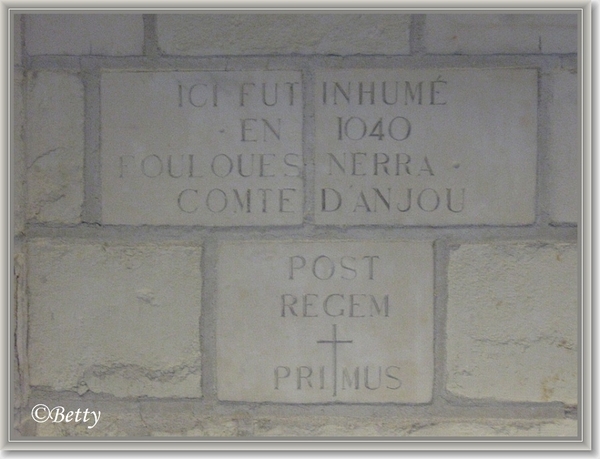 ICI FUT INHUMÉ
· EN 1040
FOULQUES NERRA ·
COMTE D'ANJOU
POST
REGEM
PRIMUS
©Betty